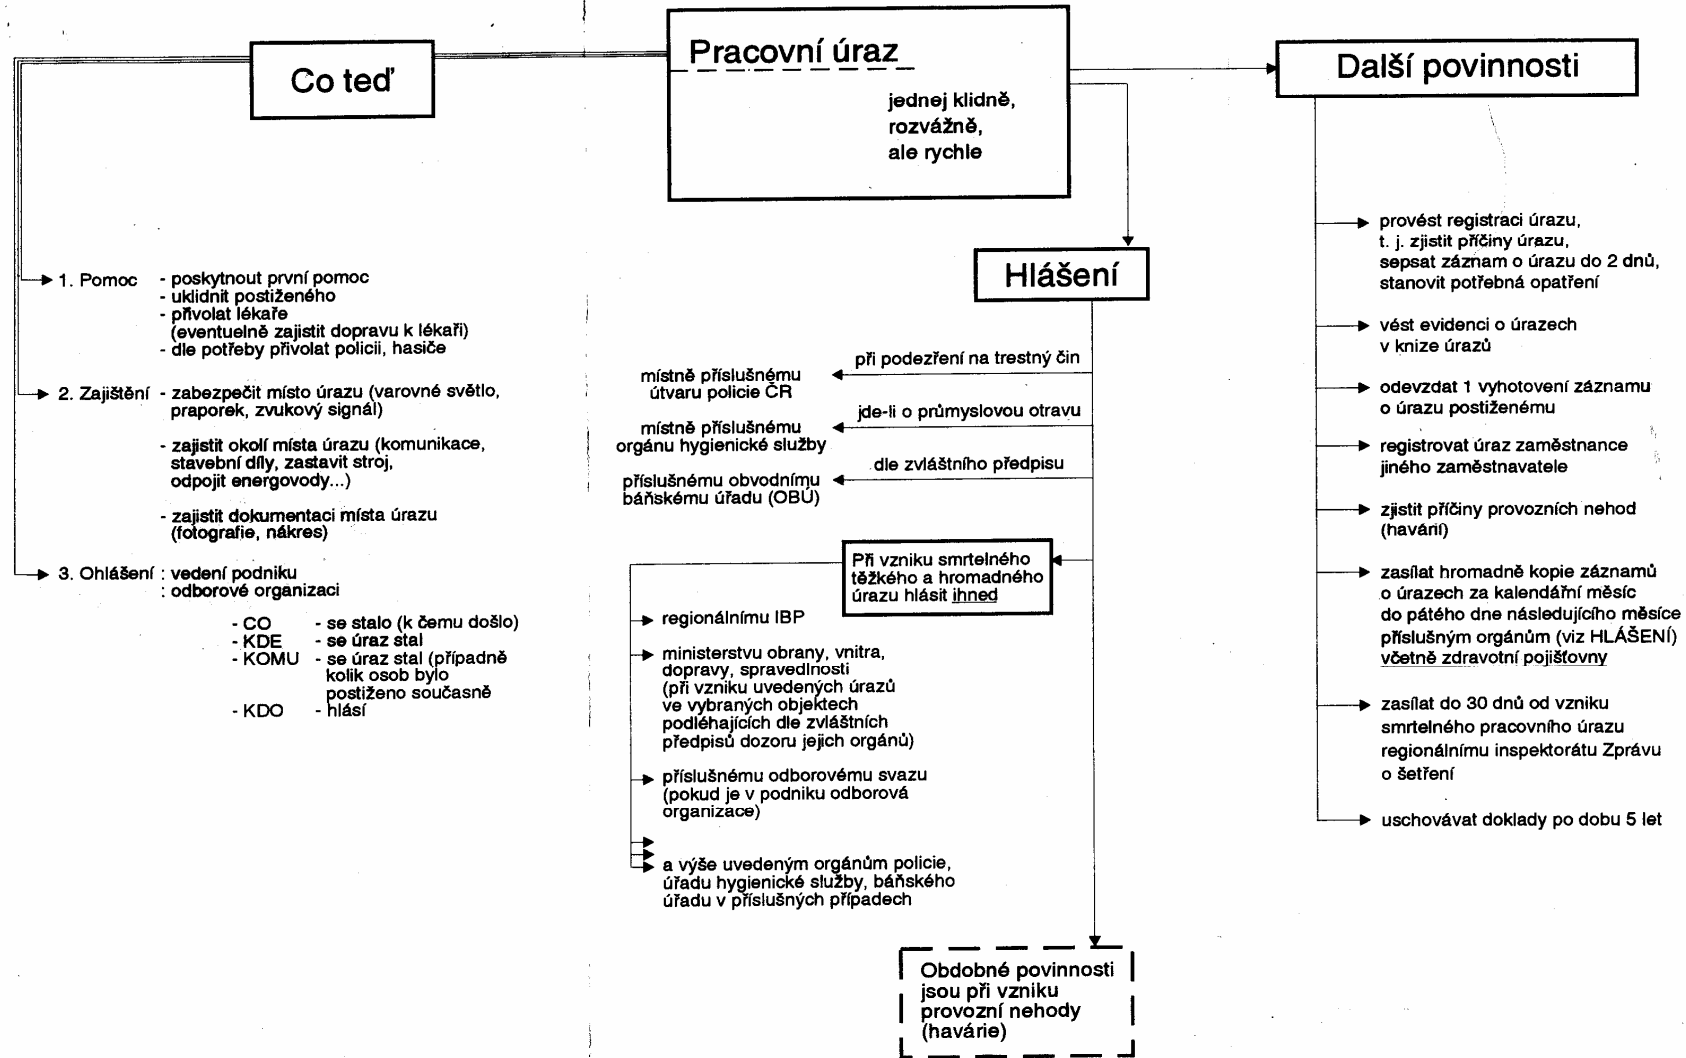 Pracovní úraz
jednej klidně,
rozvážně,
ale rychle
Co teď
1. Pomoc - poskytnout první pomoc
- uklidnit postiženého
- přivolat lékaře
(eventuelně zajistit dopravu k lékaři)
- dle potřeby přivolat policii, hasiče
2. Zajištění - zabezpečit místo úrazu (varovné světlo,
praporek, zvukový signál)
- zajistit okolí místa úrazu (komunikace,
stavební díly, zastavit stroj,
odpojit energovody...)
- zajistit dokumentaci místa úrazu
(fotografie, nákres)
3. Ohlášení : vedení podniku
: odborové organizaci
- CO - se stalo (k čemu došlo)
- KDE - se úraz stal
- KOMU - se úraz stal (případně
kolik osob bylo
postiženo současně
- KDO - hlásí
Hlášení
při podezření na trestný čin
místně příslušnému
útvaru policie ČR
jde-li o průmyslovou otravu
místně příslušnému
orgánu hygienické služby
dle zvláštního předpisu
příslušnému obvodnímu
báňskému úřadu (OBÚ)
Při vzniku smrtelného
těžkého a hromadného
úrazu hlásit ihned
regionálnímu IBP
ministerstvu obrany, vnitra,
dopravy, spravedlnosti
(při vzniku uvedených úrazů
ve vybraných objektech
podléhajících dle zvláštních
předpisů dozoru jejich orgánů)
příslušnému odborovému svazu
(pokud je v podniku odborová
organizace)
a výše uvedeným orgánům policie,
úřadu hygienické služby, báňského
úřadu v příslušných případech
Obdobné povinnosti
jsou při vzniku
provozní nehody
(havárie)
Další povinnosti
provést registraci úrazu,
t. j. zjistit příčiny úrazu,
sepsat záznam o úrazu do 2 dnů,
stanovit potřebná opatření
vést evidenci o úrazech
v knize úrazů
odevzdat 1 vyhotovení záznamu
o úrazu postiženému
registrovat úraz zaměstnance
jiného zaměstnavatele
zjistit příčiny provozních nehod
(havárií)
zasílat hromadně kopie záznamů
o úrazech za kalendářní měsíc
do pátého dne následujícího měsíce
příslušným orgánům (viz HLÁŠENÍ)
včetně zdravotní pojišťovny
zasílat do 30 dnů od vzniku
smrtelného pracovního úrazu
regionálnímu inspektorátu Zprávu
o šetření
uschovávat doklady po dobu 5 let